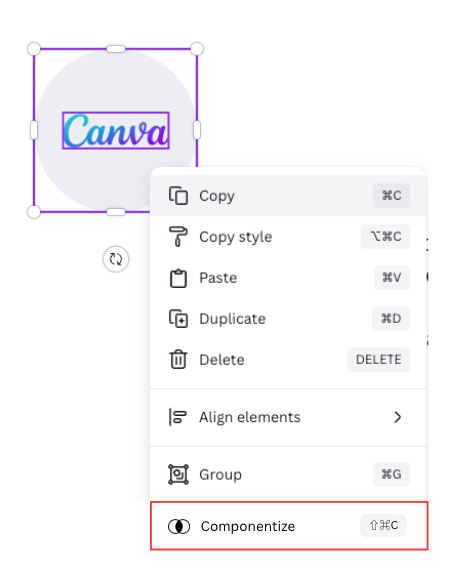 Canva
Copy ⌘C
Copy style ⌥⌘C
Paste ⌘V
Duplicate ⌘D
Delete DELETE
Align elements
Group ⌘G
Componentize ⇧⌘C